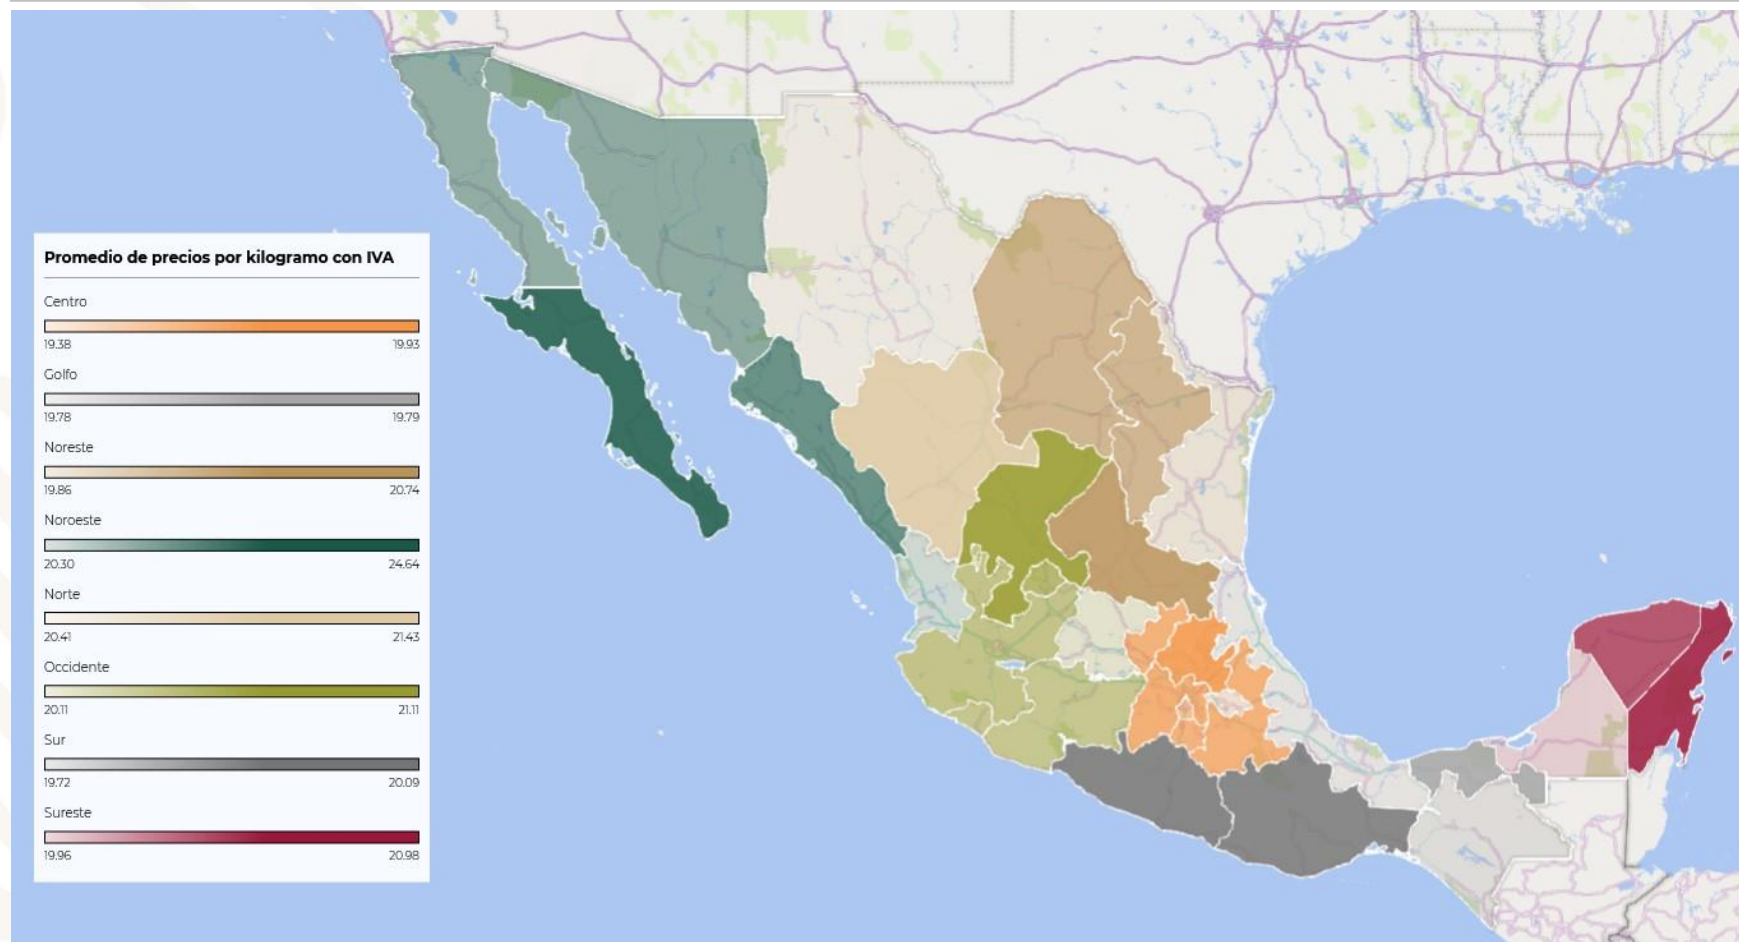 Promedio de precios por kilogramo con IVA
Centro
19.38 19.93
Golfo
19.78 19.79
Noreste
19.86 20.74
Noroeste
20.30 24.64
Norte
20.41 21.43
Occidente
20.11 21.11
Sur
19.72 20.09
Sureste
19.96 20.98